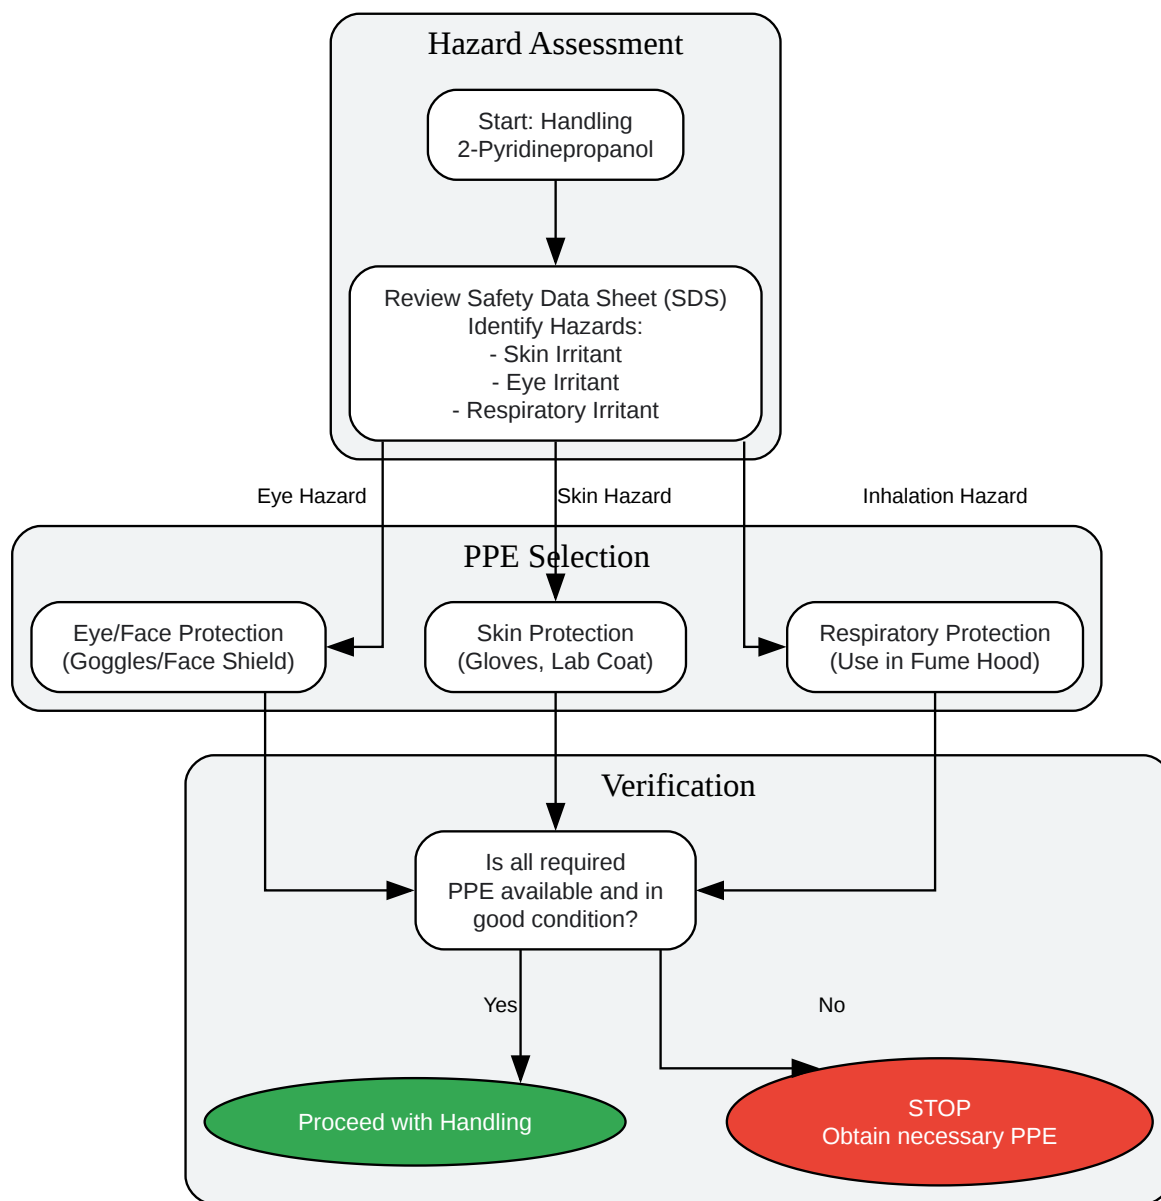 Hazard Assessment
Start: Handling
2-Pyridinepropanol
Review Safety Data Sheet (SDS)
Identify Hazards:
- Skin Irritant
- Eye Irritant
- Respiratory Irritant
Eye Hazard
Skin Hazard
Inhalation Hazard
PPE Selection
Eye/Face Protection
(Goggles/Face Shield)
Skin Protection
(Gloves, Lab Coat)
Respiratory Protection
(Use in Fume Hood)
Verification
Is all required
PPE available and in
good condition?
Yes
No
Proceed with Handling
STOP
Obtain necessary PPE